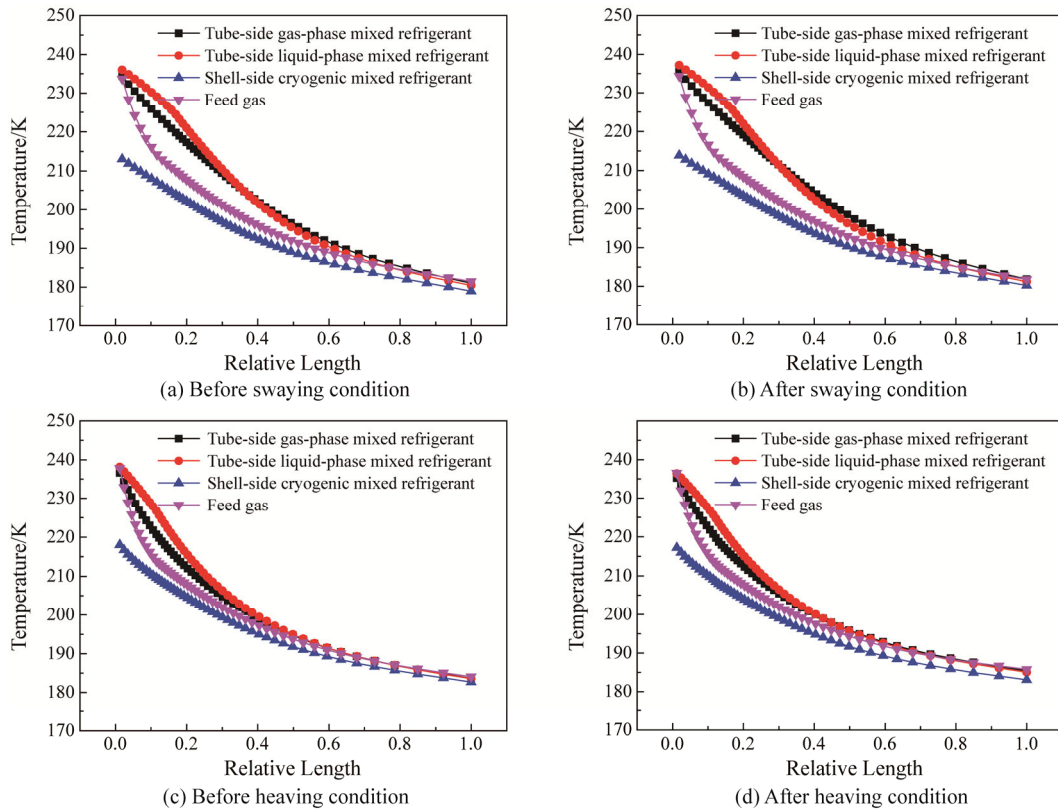 250
240
230
220
210
200
190
180
170
Temperature/K
Tube-side gas-phase mixed refrigerant
Tube-side liquid-phase mixed refrigerant
Shell-side cryogenic mixed refrigerant
Feed gas
0.0 0.2 0.4 0.6 0.8 1.0
Relative Length
(a) Before swaying condition
250
240
230
220
210
200
190
180
170
Temperature/K
Tube-side gas-phase mixed refrigerant
Tube-side liquid-phase mixed refrigerant
Shell-side cryogenic mixed refrigerant
Feed gas
0.0 0.2 0.4 0.6 0.8 1.0
Relative Length
(b) After swaying condition
250
240
230
220
210
200
190
180
170
Temperature/K
Tube-side gas-phase mixed refrigerant
Tube-side liquid-phase mixed refrigerant
Shell-side cryogenic mixed refrigerant
Feed gas
0.0 0.2 0.4 0.6 0.8 1.0
Relative Length
(c) Before heaving condition
250
240
230
220
210
200
190
180
170
Temperature/K
Tube-side gas-phase mixed refrigerant
Tube-side liquid-phase mixed refrigerant
Shell-side cryogenic mixed refrigerant
Feed gas
0.0 0.2 0.4 0.6 0.8 1.0
Relative Length
(d) After heaving condition